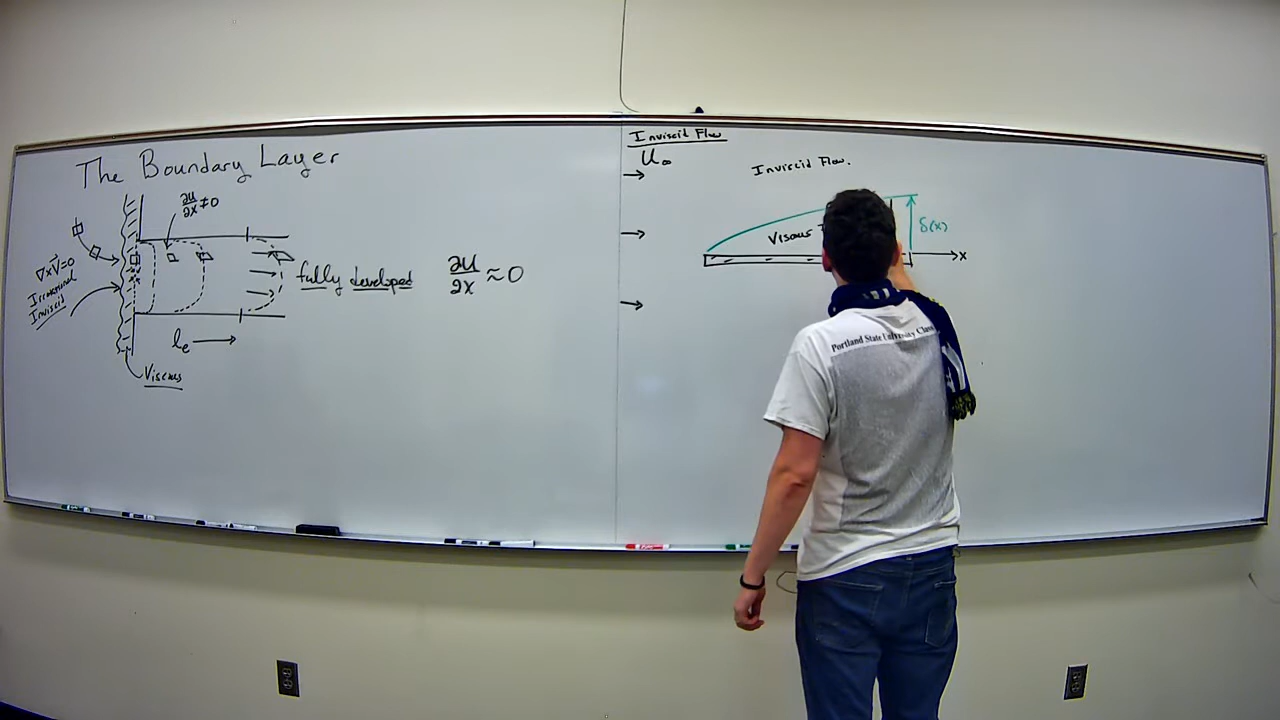 The Boundary Layer
∂u/∂x ≠ 0
∇×V⃗=0
Irrotational
Inviscid
fully developed
∂u/∂x ≈ 0
le
Viscous
Inviscid Flow
U∞
Inviscid Flow.
Viscous
δ(x)
x
Portland State University Class